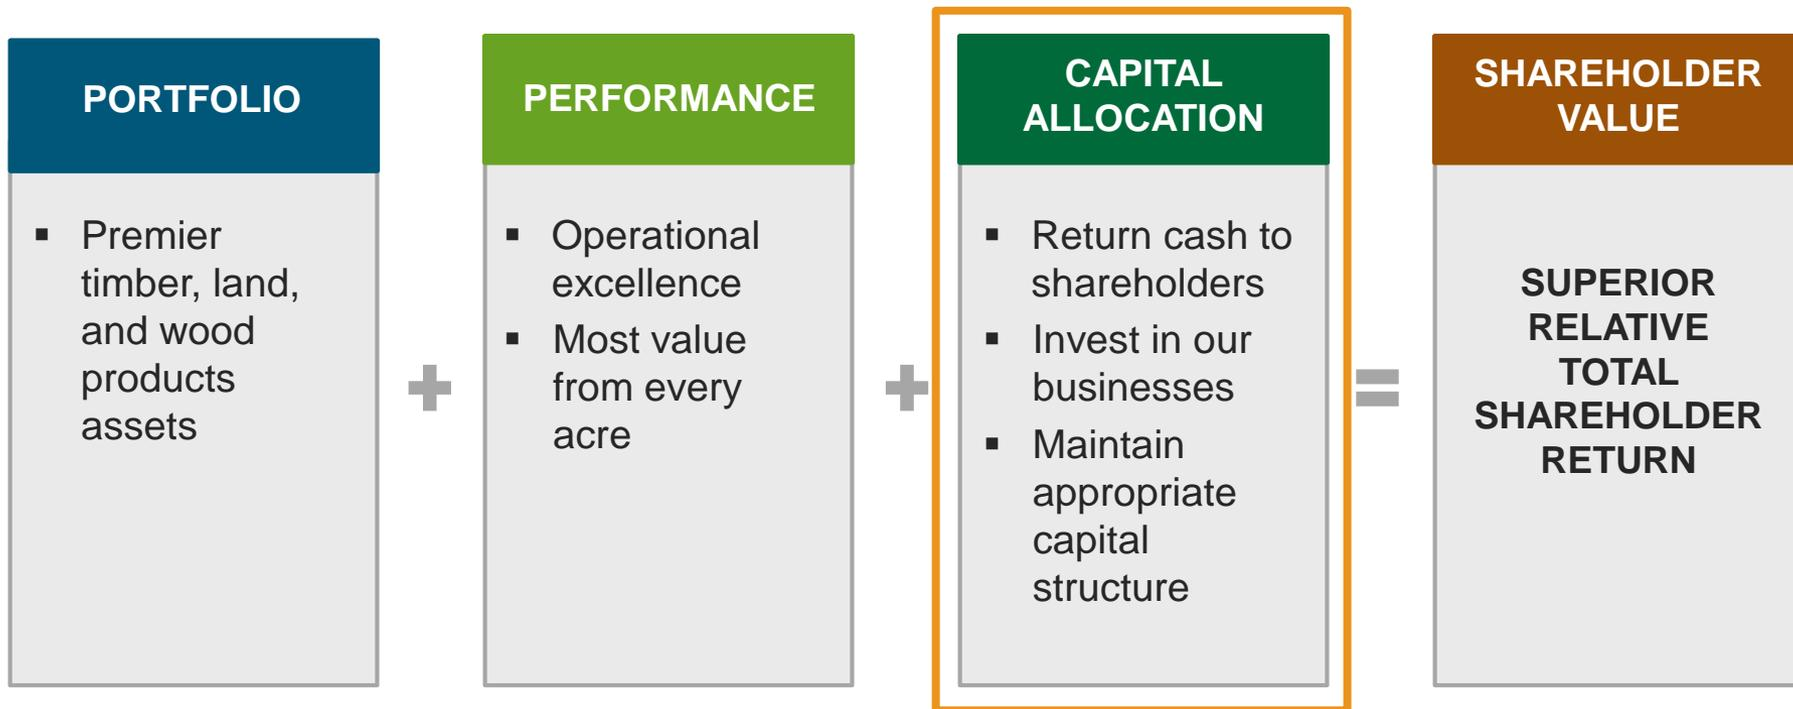 PORTFOLIO
▪ Premier
timber, land,
and wood
products
assets
+
PERFORMANCE
▪ Operational
excellence
▪ Most value
from every
acre
+
CAPITAL
ALLOCATION
▪ Return cash to
shareholders
▪ Invest in our
businesses
▪ Maintain
appropriate
capital
structure
=
SHAREHOLDER
VALUE
SUPERIOR
RELATIVE
TOTAL
SHAREHOLDER
RETURN